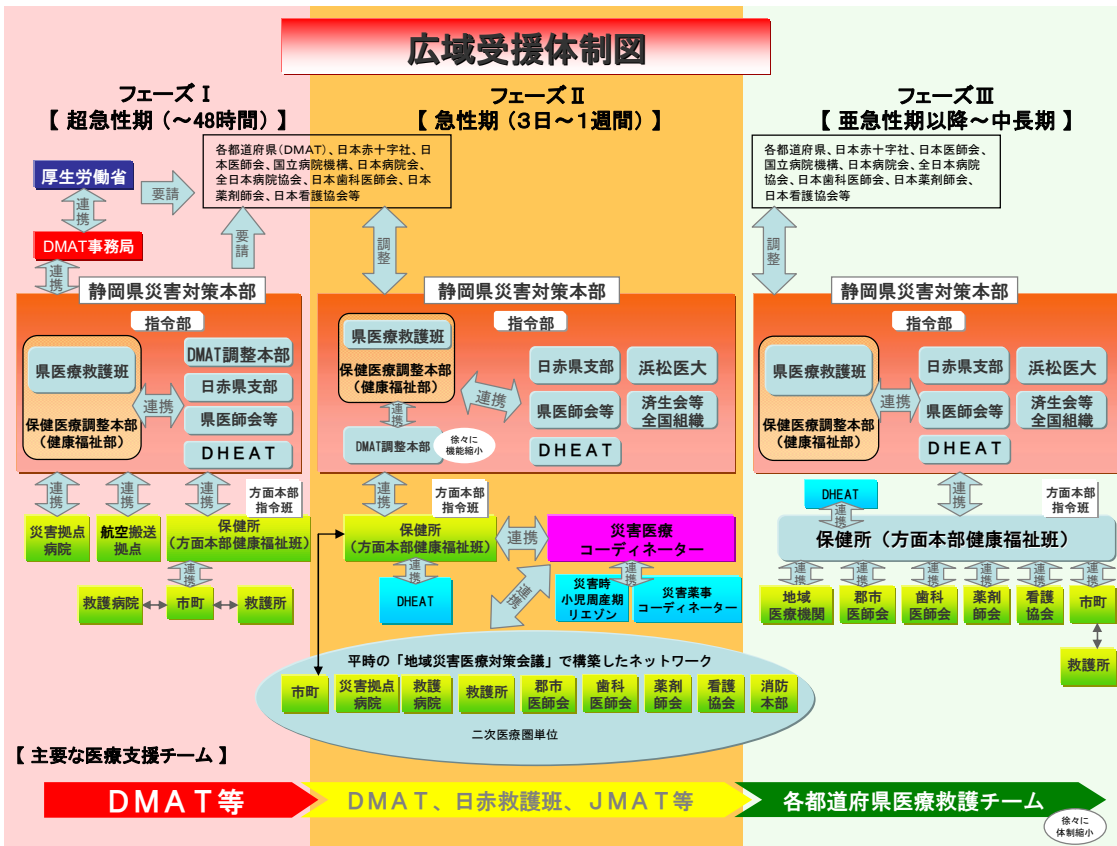 広域受援体制図
フェーズⅠ
【 超急性期（～48時間）】
厚生労働省
連携
DMAT事務局
連携
要請
要請
各都道府県（DMAT）、日本赤十字社、日
本医師会、国立病院機構、日本病院会、
全日本病院協会、日本歯科医師会、日本
薬剤師会、日本看護協会等
静岡県災害対策本部
指令部
県医療救護班
保健医療調整本部
（健康福祉部）
連携
DMAT調整本部
日赤県支部
県医師会等
ＤＨＥＡＴ
連携
連携
連携
方面本部
指令班
災害拠点
病院
航空搬送
拠点
保健所
（方面本部健康福祉班）
連携
救護病院
市町
救護所
フェーズⅡ
【 急性期（３日～１週間）】
調整
静岡県災害対策本部
指令部
県医療救護班
保健医療調整本部
（健康福祉部）
連携
DMAT調整本部
徐々に
機能縮小
連携
日赤県支部
浜松医大
県医師会等
済生会等
全国組織
ＤＨＥＡＴ
連携
方面本部
指令班
保健所
（方面本部健康福祉班）
連携
災害医療
コーディネーター
連携
DHEAT
連携
連携
災害時
小児周産期
リエゾン
災害薬事
コーディネーター
平時の「地域災害医療対策会議」で構築したネットワーク
市町
災害拠点
病院
救護
病院
救護所
郡市
医師会
歯科
医師会
薬剤
師会
看護
協会
消防
本部
二次医療圏単位
フェーズⅢ
【 亜急性期以降～中長期 】
各都道府県、日本赤十字社、日本医師会、
国立病院機構、日本病院会、全日本病院
協会、日本歯科医師会、日本薬剤師会、
日本看護協会等
調整
静岡県災害対策本部
指令部
県医療救護班
保健医療調整本部
（健康福祉部）
連携
日赤県支部
浜松医大
県医師会等
済生会等
全国組織
ＤＨＥＡＴ
DHEAT
連携
連携
方面本部
指令班
保健所（方面本部健康福祉班）
連携
連携
連携
連携
連携
連携
地域
医療機関
郡市
医師会
歯科
医師会
薬剤
師会
看護
協会
市町
救護所
【 主要な医療支援チーム 】
ＤＭＡＴ等
ＤＭＡＴ、日赤救護班、ＪＭＡＴ等
各都道府県医療救護チーム
徐々に
体制縮小